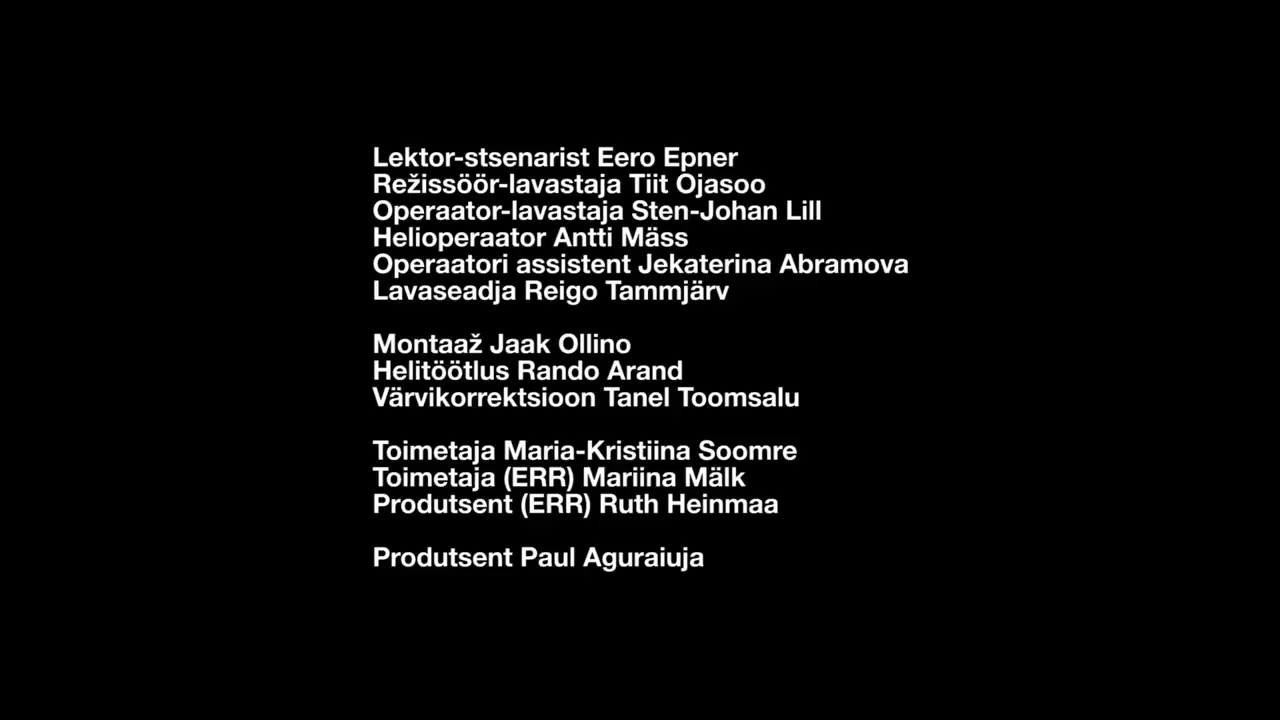 Lektor-stsenarist Eero Epner
Režissöör-lavastaja Tiit Ojasoo
Operaator-lavastaja Sten-Johan Lill
Helioperaator Antti Mäss
Operaatori assistent Jekaterina Abramova
Lavaseadja Reigo Tammjärv
Montaaž Jaak Ollino
Helitöötlus Rando Arand
Värvikorrektsioon Tanel Toomsalu
Toimetaja Maria-Kristiina Soomre
Toimetaja (ERR) Mariina Mälk
Produtsent (ERR) Ruth Heinmaa
Produtsent Paul Aguraiuja